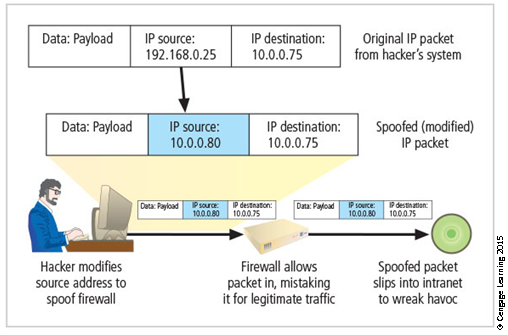 Data: Payload
IP source:
192.168.0.25
IP destination:
10.0.0.75
Original IP packet
from hacker's system
Data: Payload
IP source:
10.0.0.80
IP destination:
10.0.0.75
Spoofed (modified)
IP packet
Data: Payload
IP source:
10.0.0.80
IP destination:
10.0.0.75
Data: Payload
IP source:
10.0.0.80
IP destination:
10.0.0.75
Hacker modifies
source address to
spoof firewall
Firewall allows
packet in, mistaking
it for legitimate traffic
Spoofed packet
slips into intranet
to wreak havoc
© Cengage Learning 2015